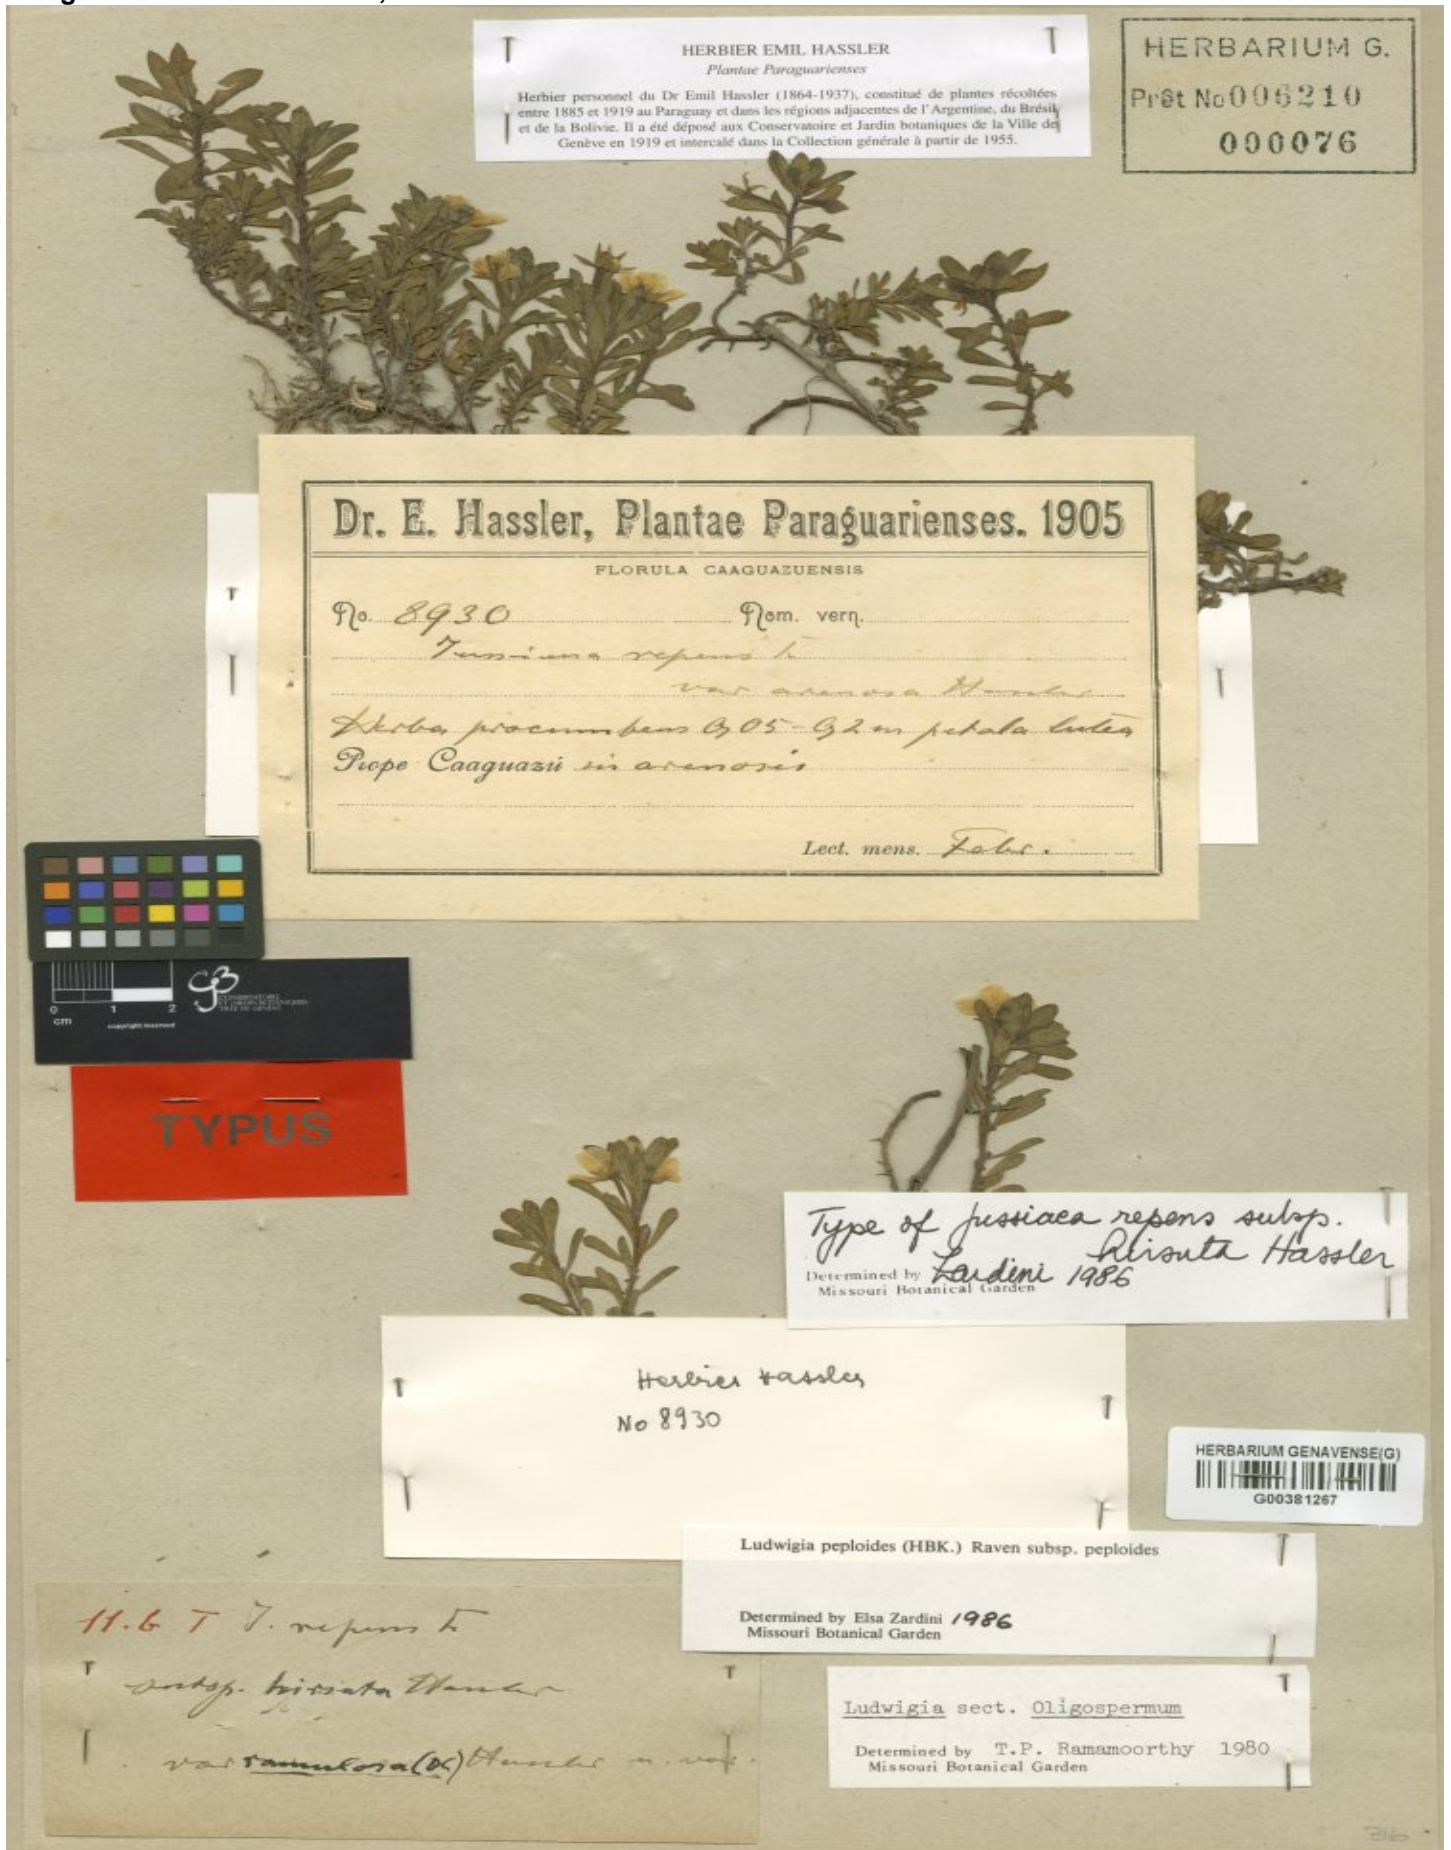 HERBIER EMIL HASSLER
Plantae Paraguarienses
Herbier personnel du Dr Emil Hassler (1864-1937), constitué de plantes récoltées
entre 1885 et 1919 au Paraguay et dans les régions adjacentes de l'Argentine, du Brésil
et de la Bolivie. Il a été déposé aux Conservatoire et Jardin botaniques de la Ville de
Genève en 1919 et intercalé dans la Collection générale à partir de 1955.
HERBARIUM G.
Prêt No 006210
000076
Dr. E. Hassler, Plantae Paraguarienses. 1905
FLORULA CAAGUAZUENSIS
No. 8930 Nom. vern.
Jussiaea repens L
var arenosa Hassler
Herba procumbens 0,05-0,2 m petala lutea
Prope Caaguazú in arenosis
Lect. mens. Febr.
0 1 2
cm copyright reserved
TYPUS
Type of Jussiaea repens subsp.
hirsuta Hassler
Determined by Zardini 1986
Missouri Botanical Garden
Herbier Hassler
No 8930
HERBARIUM GENAVENSE(G)
G00381267
Ludwigia peploides (HBK.) Raven subsp. peploides
Determined by Elsa Zardini 1986
Missouri Botanical Garden
11.b T J. repens L
subsp. hirsuta Hassler
var ramulosa (DC) Hassler n. var.
Ludwigia sect. Oligospermum
Determined by T.P. Ramamoorthy 1980
Missouri Botanical Garden